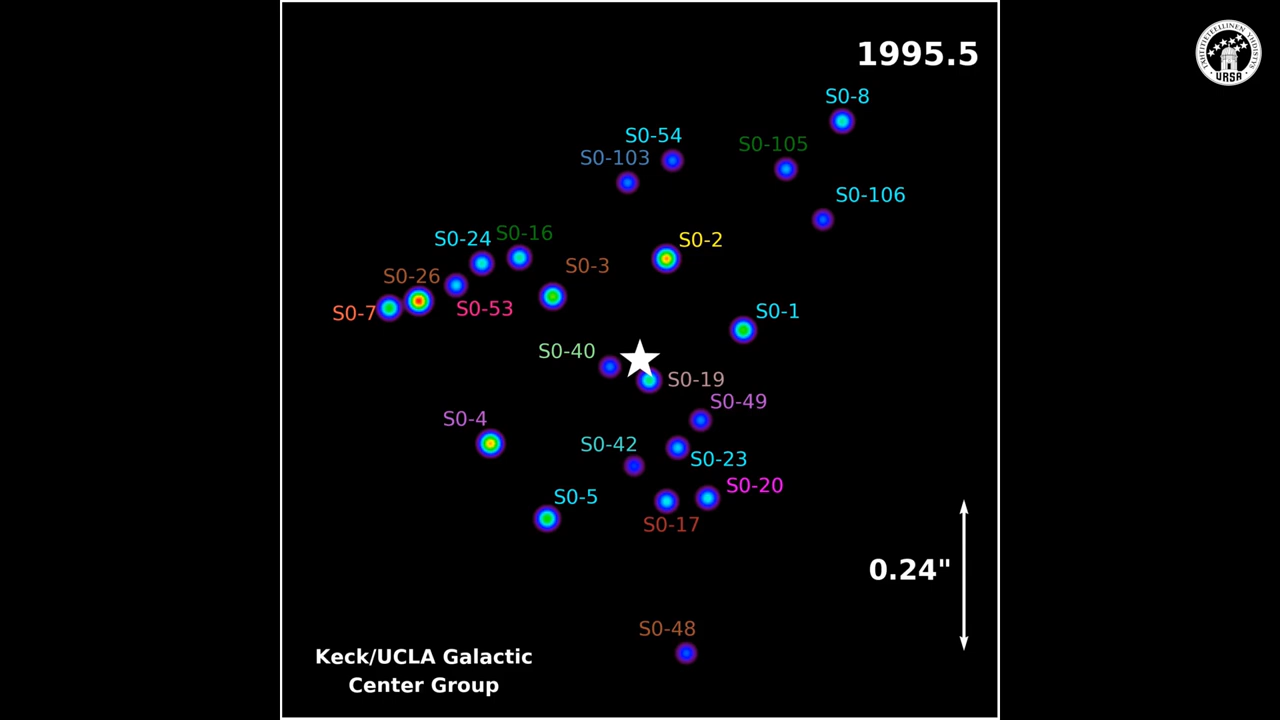 1995.5
TÄHTITIETEELLINEN YHDISTYS
URSA
S0-8
S0-54
S0-105
S0-103
S0-106
S0-24
S0-16
S0-2
S0-3
S0-26
S0-7
S0-53
S0-1
S0-40
S0-19
S0-49
S0-4
S0-42
S0-23
S0-20
S0-5
S0-17
0.24"
S0-48
Keck/UCLA Galactic
Center Group